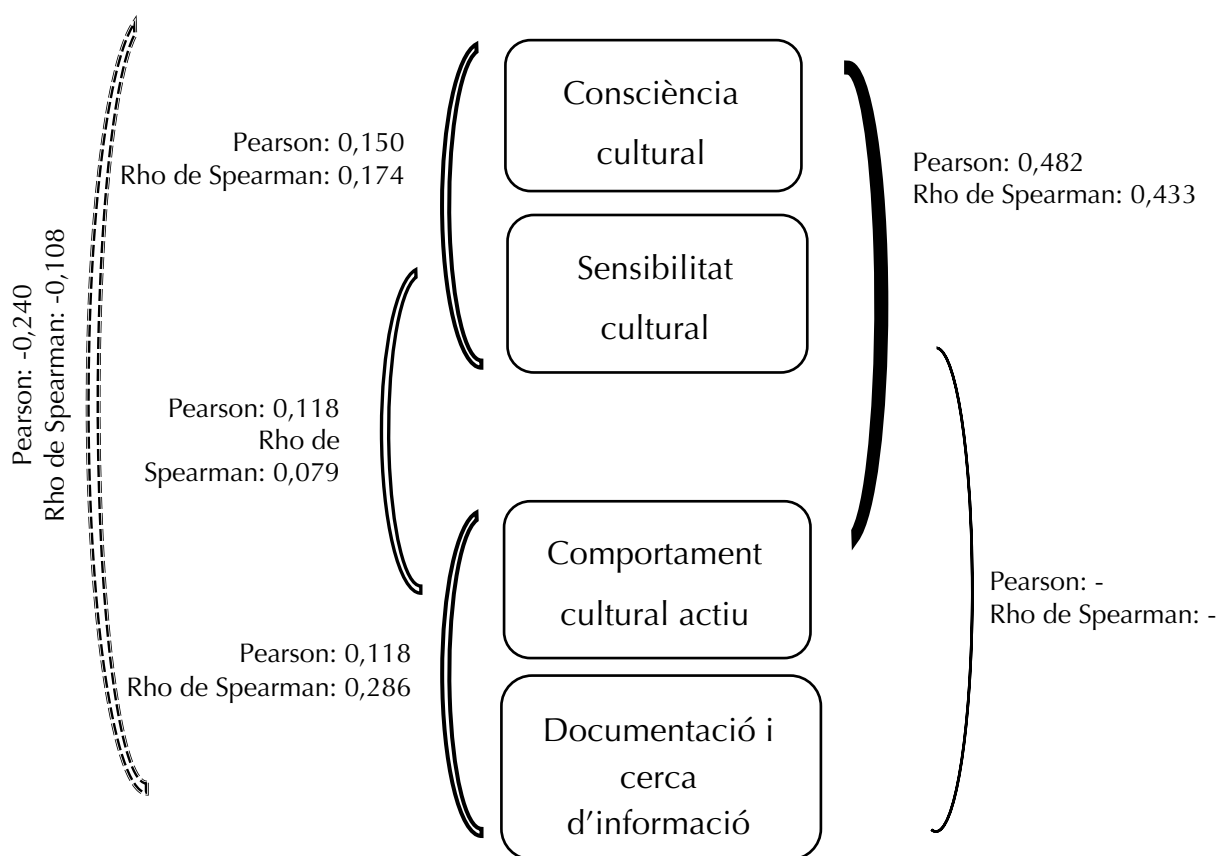 Consciència
cultural
Pearson: 0,150
Rho de Spearman: 0,174
Pearson: 0,482
Rho de Spearman: 0,433
Sensibilitat
cultural
Pearson: -0,240
Rho de Spearman: -0,108
Pearson: 0,118
Rho de
Spearman: 0,079
Comportament
cultural actiu
Pearson: -
Rho de Spearman: -
Pearson: 0,118
Rho de Spearman: 0,286
Documentació i
cerca
d’informació